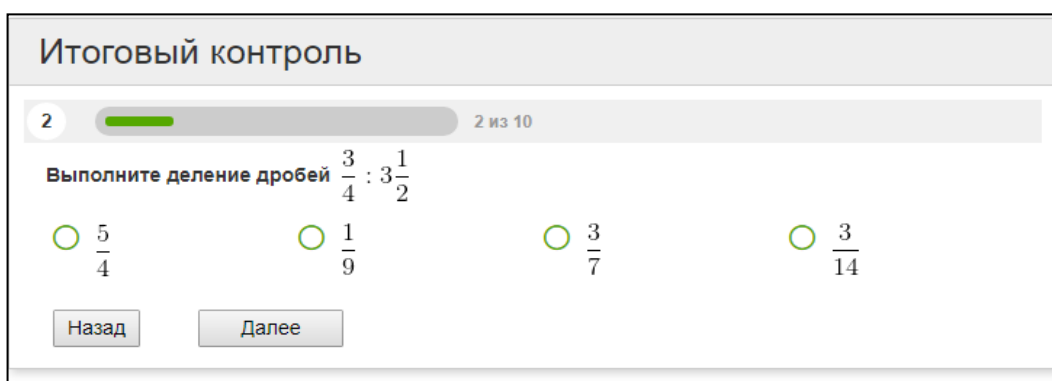 Итоговый контроль
2 2 из 10
Выполните деление дробей 3/4 : 3 1/2
5/4 1/9 3/7 3/14
Назад Далее